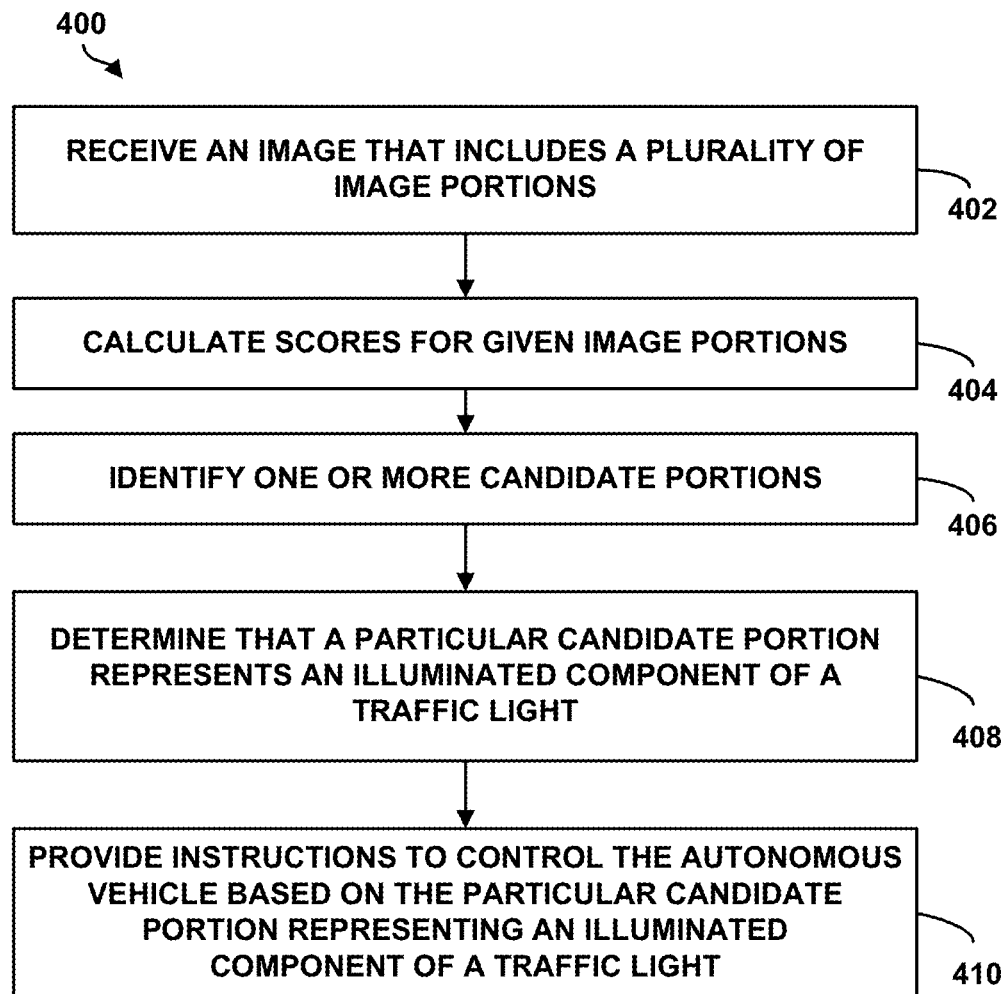 400
RECEIVE AN IMAGE THAT INCLUDES A PLURALITY OF
IMAGE PORTIONS
402
CALCULATE SCORES FOR GIVEN IMAGE PORTIONS
404
IDENTIFY ONE OR MORE CANDIDATE PORTIONS
406
DETERMINE THAT A PARTICULAR CANDIDATE PORTION
REPRESENTS AN ILLUMINATED COMPONENT OF A
TRAFFIC LIGHT
408
PROVIDE INSTRUCTIONS TO CONTROL THE AUTONOMOUS
VEHICLE BASED ON THE PARTICULAR CANDIDATE
PORTION REPRESENTING AN ILLUMINATED
COMPONENT OF A TRAFFIC LIGHT
410